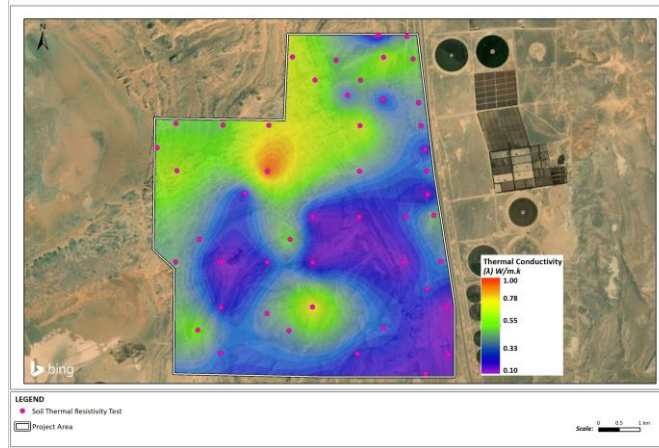 N
Thermal Conductivity
(λ) W/m.k
1.00
0.78
0.55
0.33
0.10
bing
LEGEND
Soil Thermal Resistivity Test
Project Area
Scale: 0 0.5 1 km